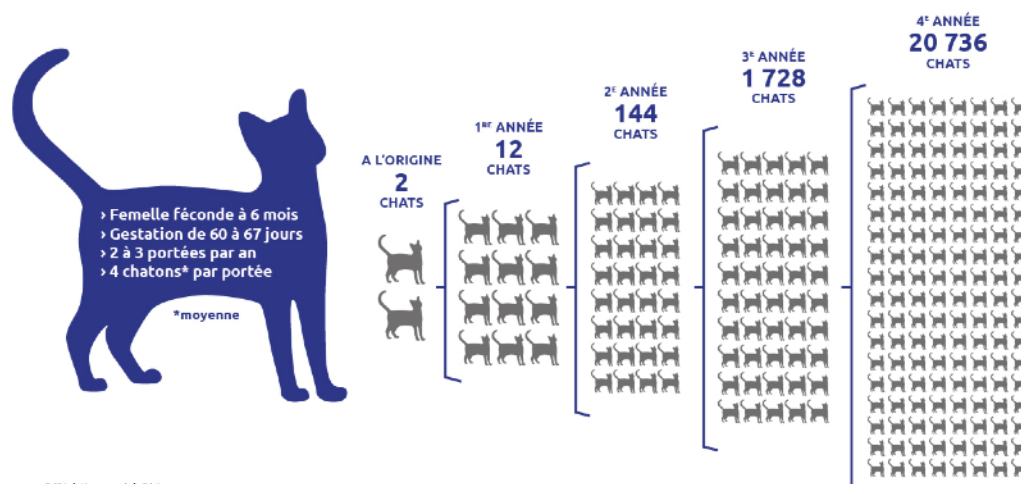 › Femelle féconde à 6 mois
› Gestation de 60 à 67 jours
› 2 à 3 portées par an
› 4 chatons* par portée
*moyenne
A L'ORIGINE
2
CHATS
1RE ANNÉE
12
CHATS
2E ANNÉE
144
CHATS
3E ANNÉE
1 728
CHATS
4E ANNÉE
20 736
CHATS